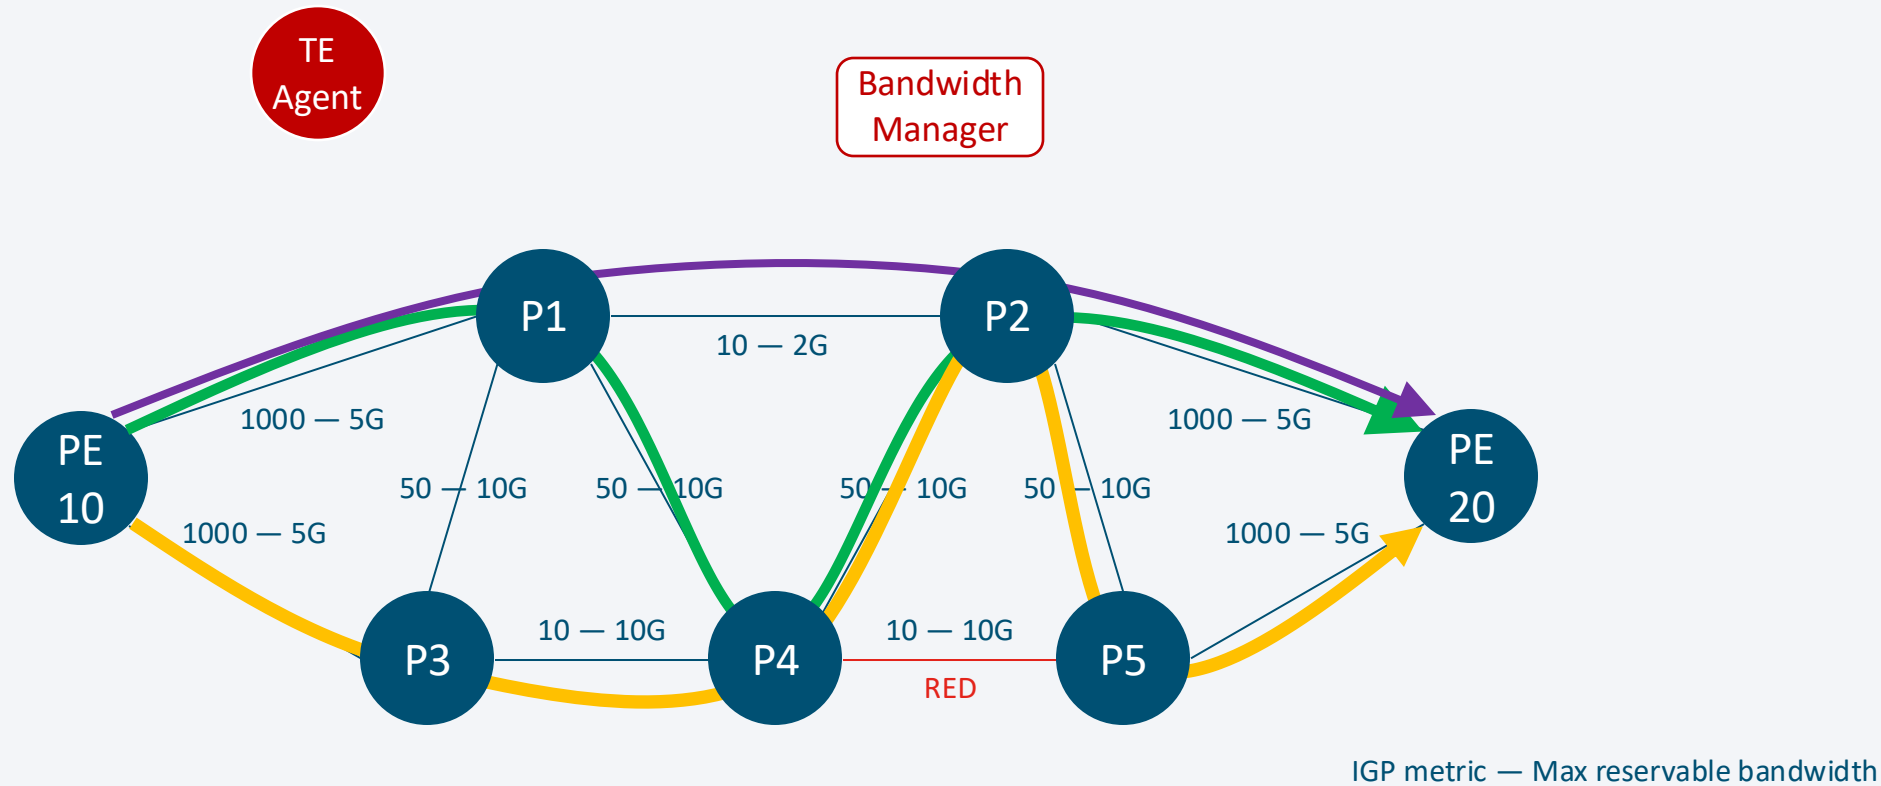 TE
Agent
Bandwidth
Manager
P1
P2
10 — 2G
1000 — 5G
1000 — 5G
PE
10
PE
20
50 — 10G
50 — 10G
50 — 10G
50 — 10G
1000 — 5G
1000 — 5G
10 — 10G
10 — 10G
P3
P4
P5
RED
IGP metric — Max reservable bandwidth